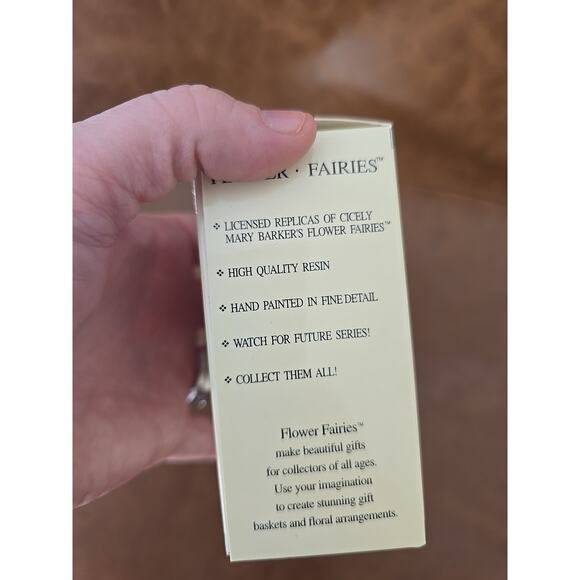 FLOWER · FAIRIES™
❖ LICENSED REPLICAS OF CICELY
MARY BARKER'S FLOWER FAIRIES™
❖ HIGH QUALITY RESIN
❖ HAND PAINTED IN FINE DETAIL
❖ WATCH FOR FUTURE SERIES!
❖ COLLECT THEM ALL!
Flower Fairies™
make beautiful gifts
for collectors of all ages.
Use your imagination
to create stunning gift
baskets and floral arrangements.